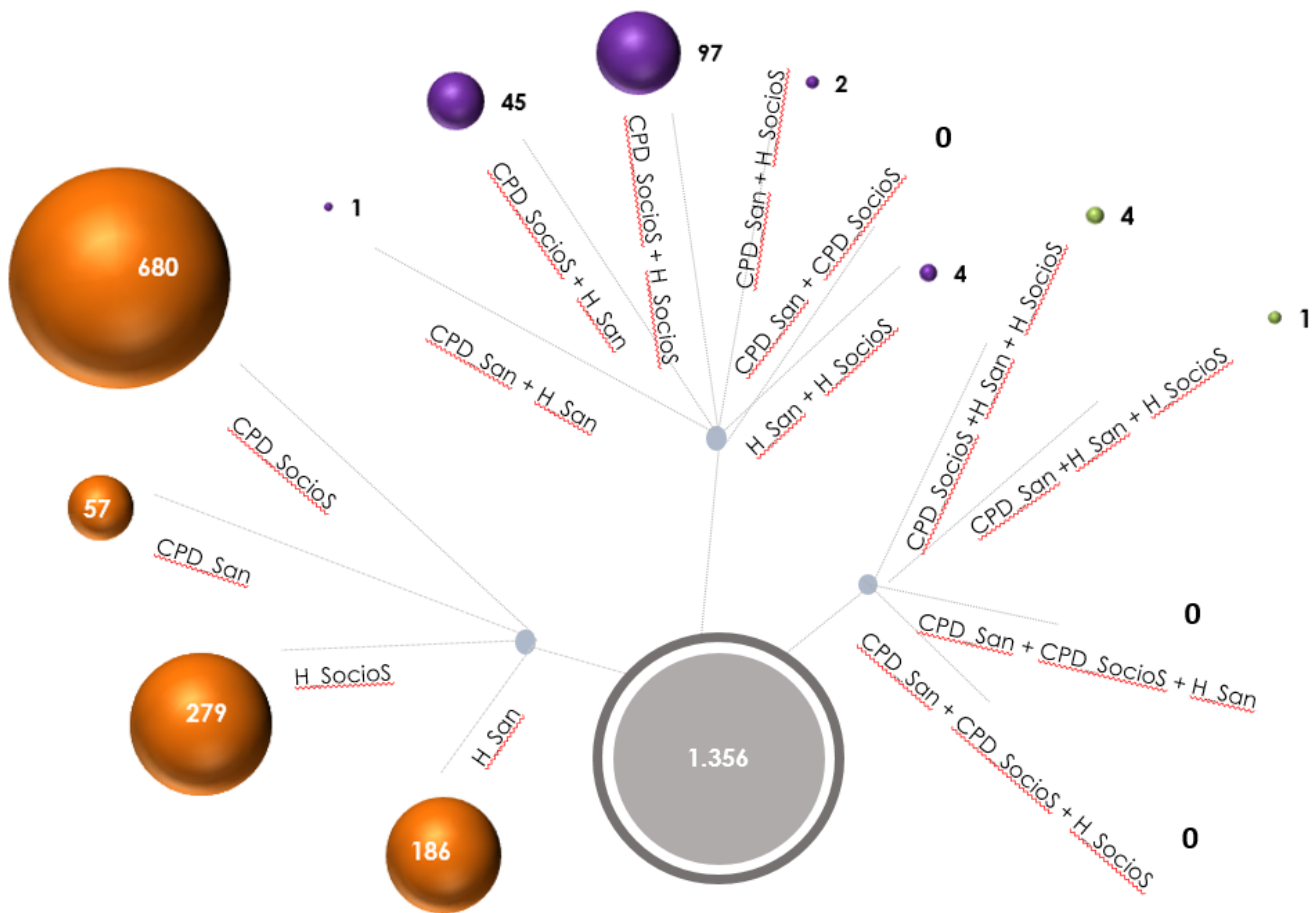 97
45
2
0
1
4
4
1
680
57
279
186
1.356
0
0
CPD_SocioS
CPD_San
H_SocioS
H_San
CPD_San + H_San
CPD_SocioS + H_San
CPD_SocioS + H_SocioS
CPD_San + H_SocioS
CPD_San + CPD_SocioS
H_San + H_SocioS
CPD_SocioS +H_San + H_SocioS
CPD_San +H_San + H_SocioS
CPD_San + CPD_SocioS + H_San
CPD_San + CPD_SocioS + H_SocioS